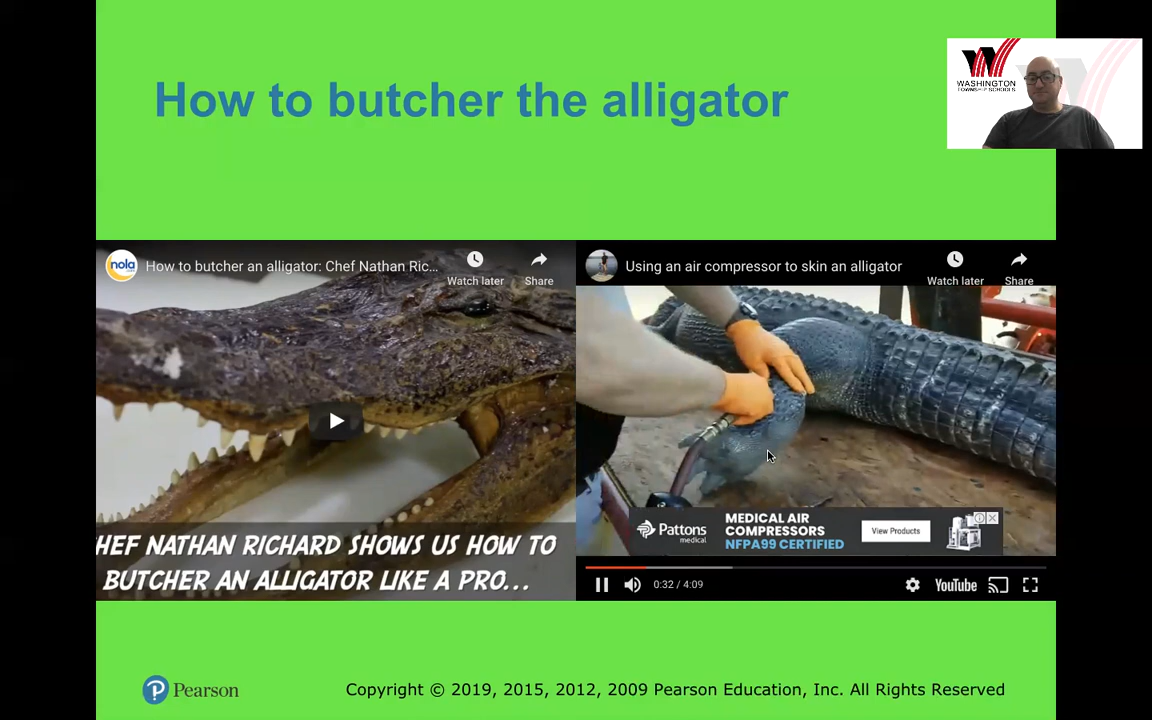 How to butcher the alligator
WASHINGTON
TOWNSHIP SCHOOLS
nola
.com
How to butcher an alligator: Chef Nathan Ric...
Watch later
Share
Using an air compressor to skin an alligator
Watch later
Share
HEF NATHAN RICHARD SHOWS US HOW TO
BUTCHER AN ALLIGATOR LIKE A PRO...
Pattons
medical
MEDICAL AIR
COMPRESSORS
NFPA99 CERTIFIED
View Products
0:32 / 4:09
YouTube
Pearson
Copyright © 2019, 2015, 2012, 2009 Pearson Education, Inc. All Rights Reserved